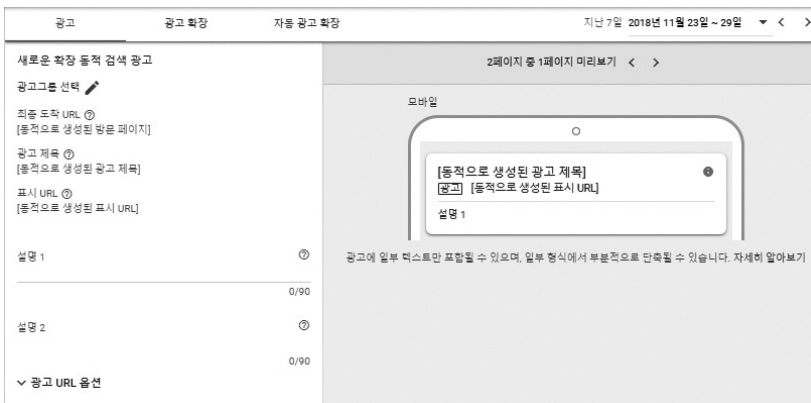 광고 광고 확장 자동 광고 확장 지난 7일 2018년 11월 23일 ~ 29일
새로운 확장 동적 검색 광고
광고그룹 선택
최종 도착 URL
[동적으로 생성된 방문 페이지]
광고 제목
[동적으로 생성된 광고 제목]
표시 URL
[동적으로 생성된 표시 URL]
설명 1
0/90
설명 2
0/90
광고 URL 옵션
2페이지 중 1페이지 미리보기
모바일
[동적으로 생성된 광고 제목]
광고 [동적으로 생성된 표시 URL]
설명 1
광고에 일부 텍스트만 포함될 수 있으며, 일부 형식에서 부분적으로 단축될 수 있습니다. 자세히 알아보기